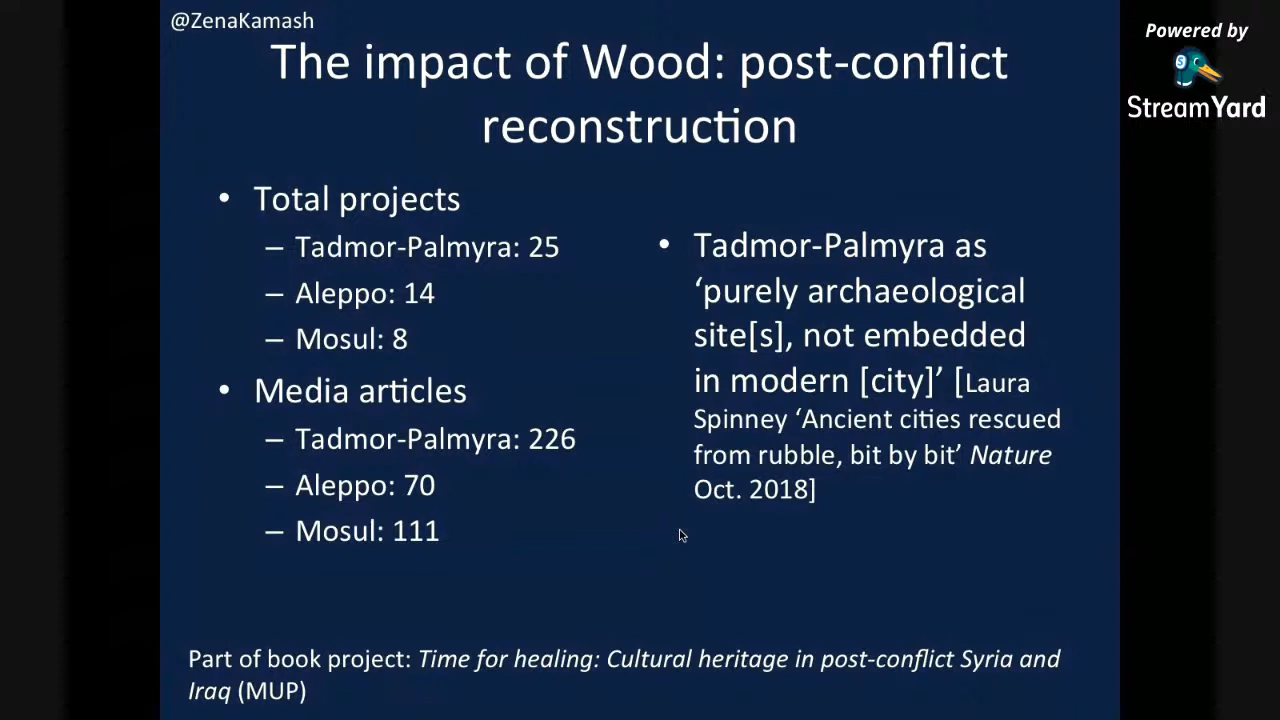 @ZenaKamash
Powered by
StreamYard
The impact of Wood: post-conflict
reconstruction
• Total projects
– Tadmor-Palmyra: 25
– Aleppo: 14
– Mosul: 8
• Media articles
– Tadmor-Palmyra: 226
– Aleppo: 70
– Mosul: 111
• Tadmor-Palmyra as
‘purely archaeological
site[s], not embedded
in modern [city]’ [Laura
Spinney ‘Ancient cities rescued
from rubble, bit by bit’ Nature
Oct. 2018]
Part of book project: Time for healing: Cultural heritage in post-conflict Syria and
Iraq (MUP)